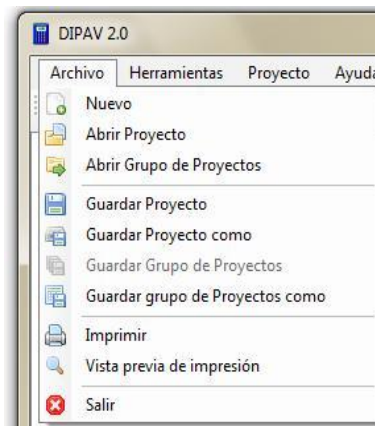 DIPAV 2.0
Archivo Herramientas Proyecto Ayuda
Nuevo
Abrir Proyecto
Abrir Grupo de Proyectos
Guardar Proyecto
Guardar Proyecto como
Guardar Grupo de Proyectos
Guardar grupo de Proyectos como
Imprimir
Vista previa de impresión
Salir